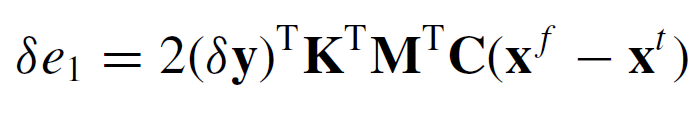 δe₁ = 2(δy)ᵀKᵀMᵀC(xᶠ − xᵗ)